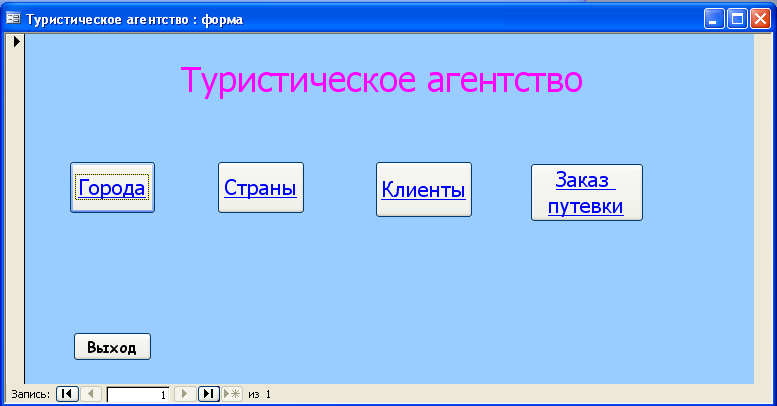 Туристическое агентство : форма
Туристическое агентство
Города
Страны
Клиенты
Заказ
путевки
Выход
Запись: 1 из 1